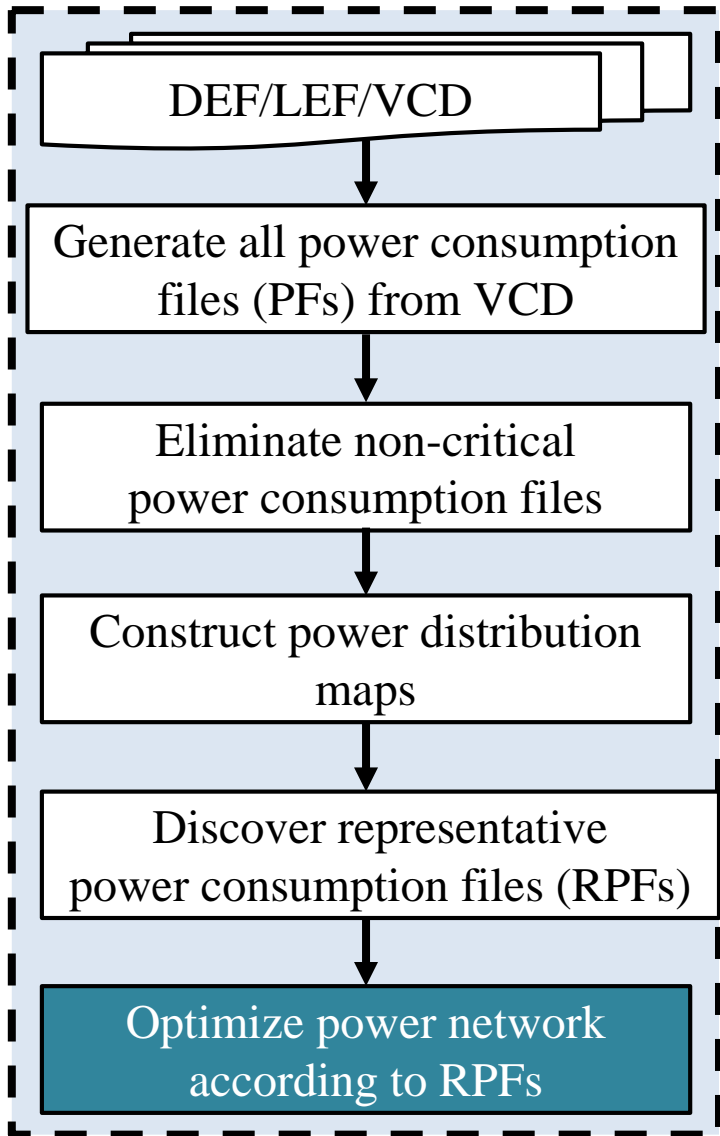 DEF/LEF/VCD
Generate all power consumption
files (PFs) from VCD
Eliminate non-critical
power consumption files
Construct power distribution
maps
Discover representative
power consumption files (RPFs)
Optimize power network
according to RPFs